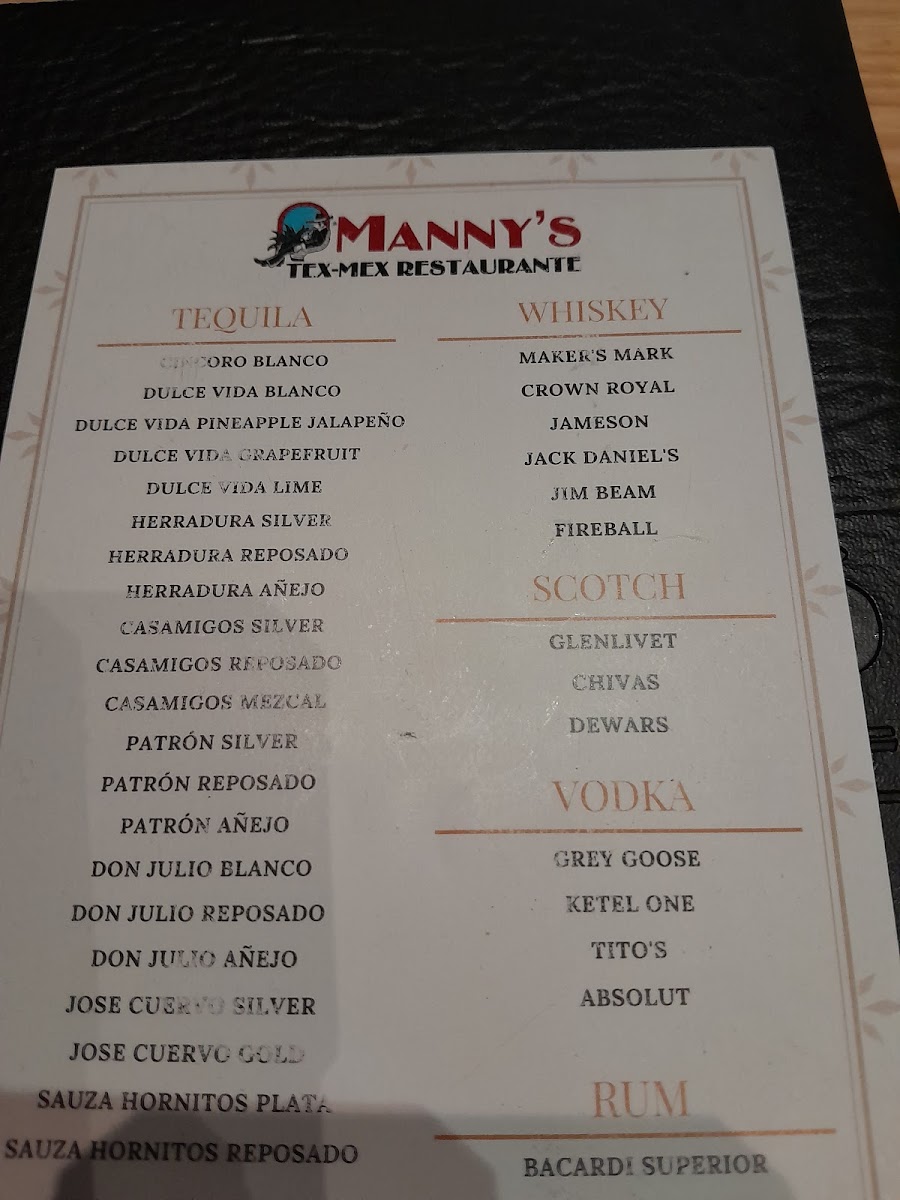 MANNY'S
TEX-MEX RESTAURANTE
TEQUILA
CINCORO BLANCO
DULCE VIDA BLANCO
DULCE VIDA PINEAPPLE JALAPEÑO
DULCE VIDA GRAPEFRUIT
DULCE VIDA LIME
HERRADURA SILVER
HERRADURA REPOSADO
HERRADURA AÑEJO
CASAMIGOS SILVER
CASAMIGOS REPOSADO
CASAMIGOS MEZCAL
PATRÓN SILVER
PATRÓN REPOSADO
PATRÓN AÑEJO
DON JULIO BLANCO
DON JULIO REPOSADO
DON JULIO AÑEJO
JOSE CUERVO SILVER
JOSE CUERVO GOLD
SAUZA HORNITOS PLATA
SAUZA HORNITOS REPOSADO
WHISKEY
MAKER'S MARK
CROWN ROYAL
JAMESON
JACK DANIEL'S
JIM BEAM
FIREBALL
SCOTCH
GLENLIVET
CHIVAS
DEWARS
VODKA
GREY GOOSE
KETEL ONE
TITO'S
ABSOLUT
RUM
BACARDI SUPERIOR